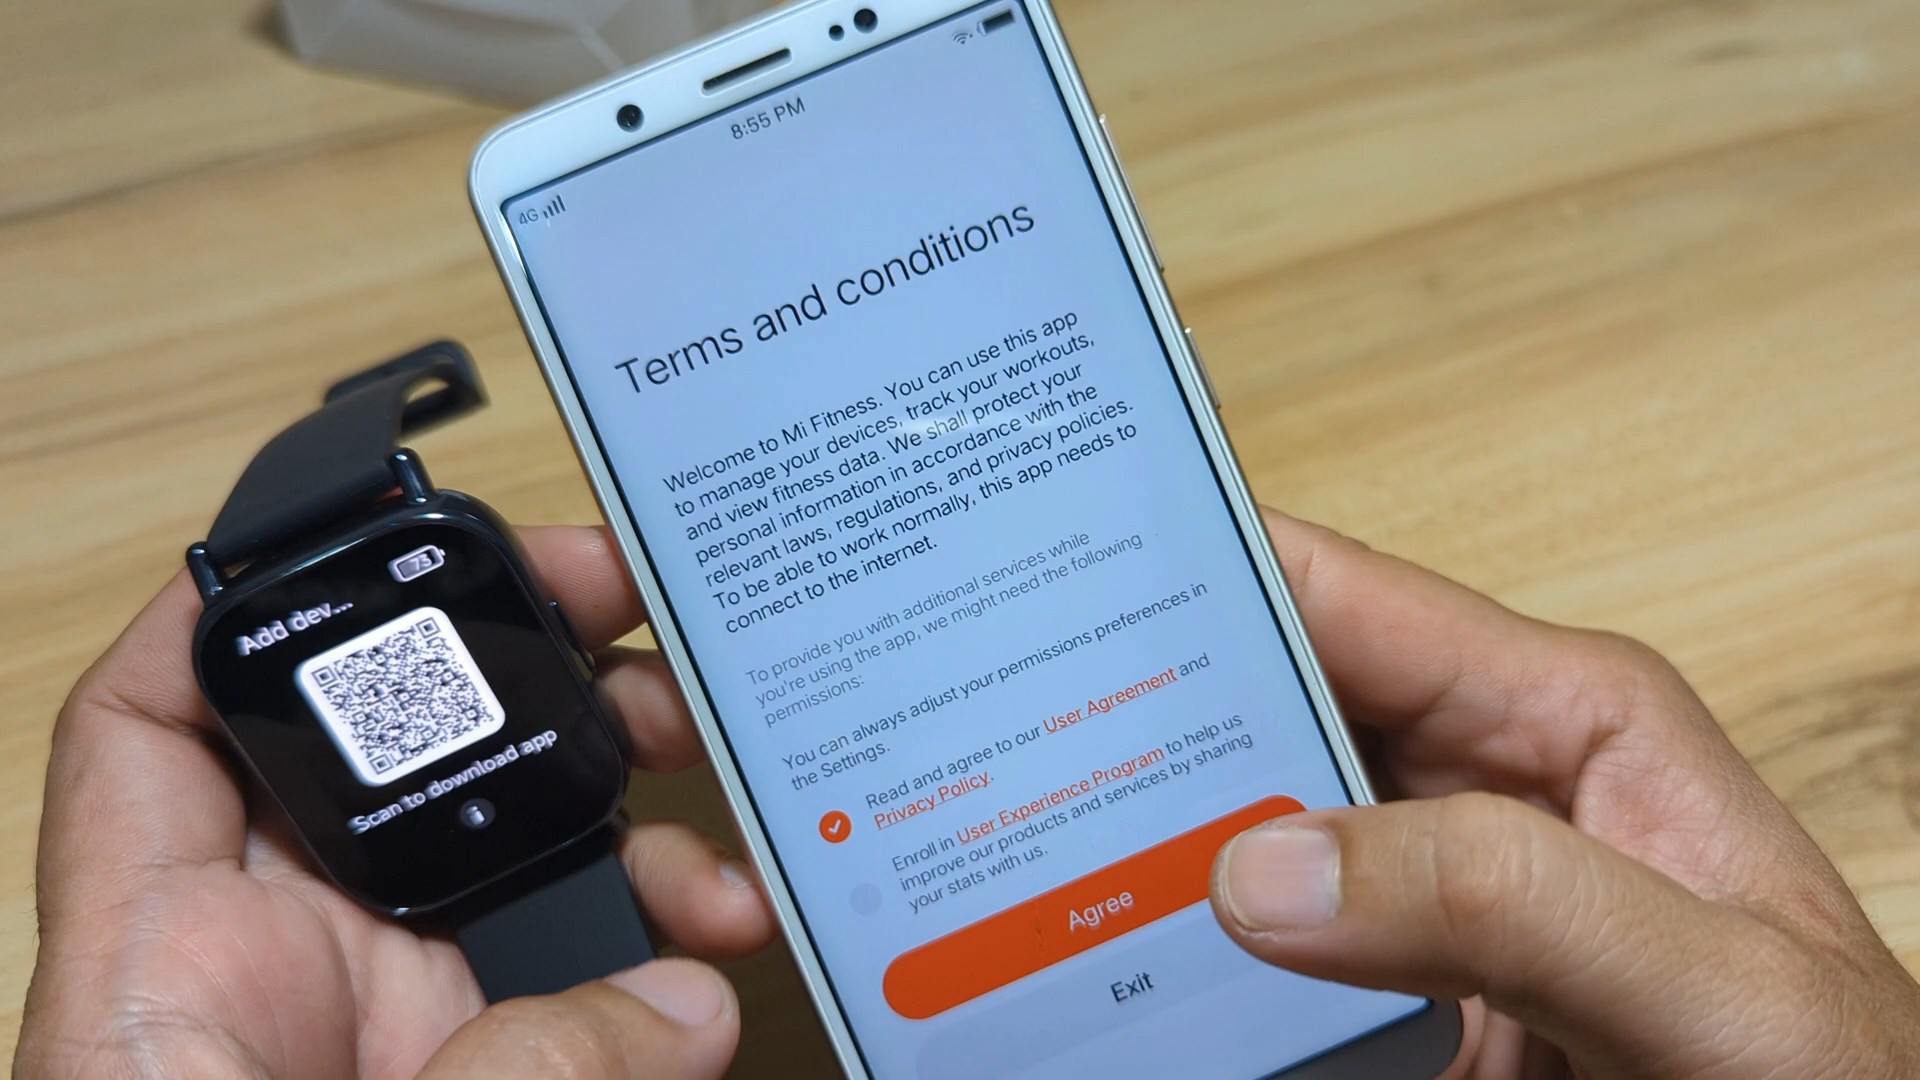 4G
8:55 PM
Terms and conditions
Welcome to Mi Fitness. You can use this app
to manage your devices, track your workouts,
and view fitness data. We shall protect your
personal information in accordance with the
relevant laws, regulations, and privacy policies.
To be able to work normally, this app needs to
connect to the internet.
To provide you with additional services while
you're using the app, we might need the following
permissions:
You can always adjust your permissions preferences in
the Settings.
Read and agree to our User Agreement and
Privacy Policy.
Enroll in User Experience Program to help us
improve our products and services by sharing
your stats with us.
Agree
Exit
73
Add dev...
Scan to download app
i